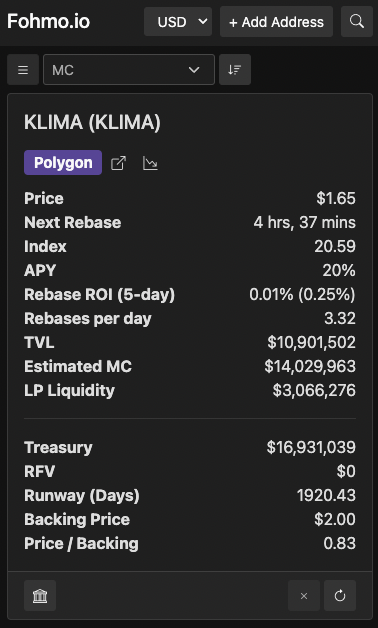 Fohmo.io USD + Add Address
MC
KLIMA (KLIMA)
Polygon
Price $1.65
Next Rebase 4 hrs, 37 mins
Index 20.59
APY 20%
Rebase ROI (5-day) 0.01% (0.25%)
Rebases per day 3.32
TVL $10,901,502
Estimated MC $14,029,963
LP Liquidity $3,066,276
Treasury $16,931,039
RFV $0
Runway (Days) 1920.43
Backing Price $2.00
Price / Backing 0.83